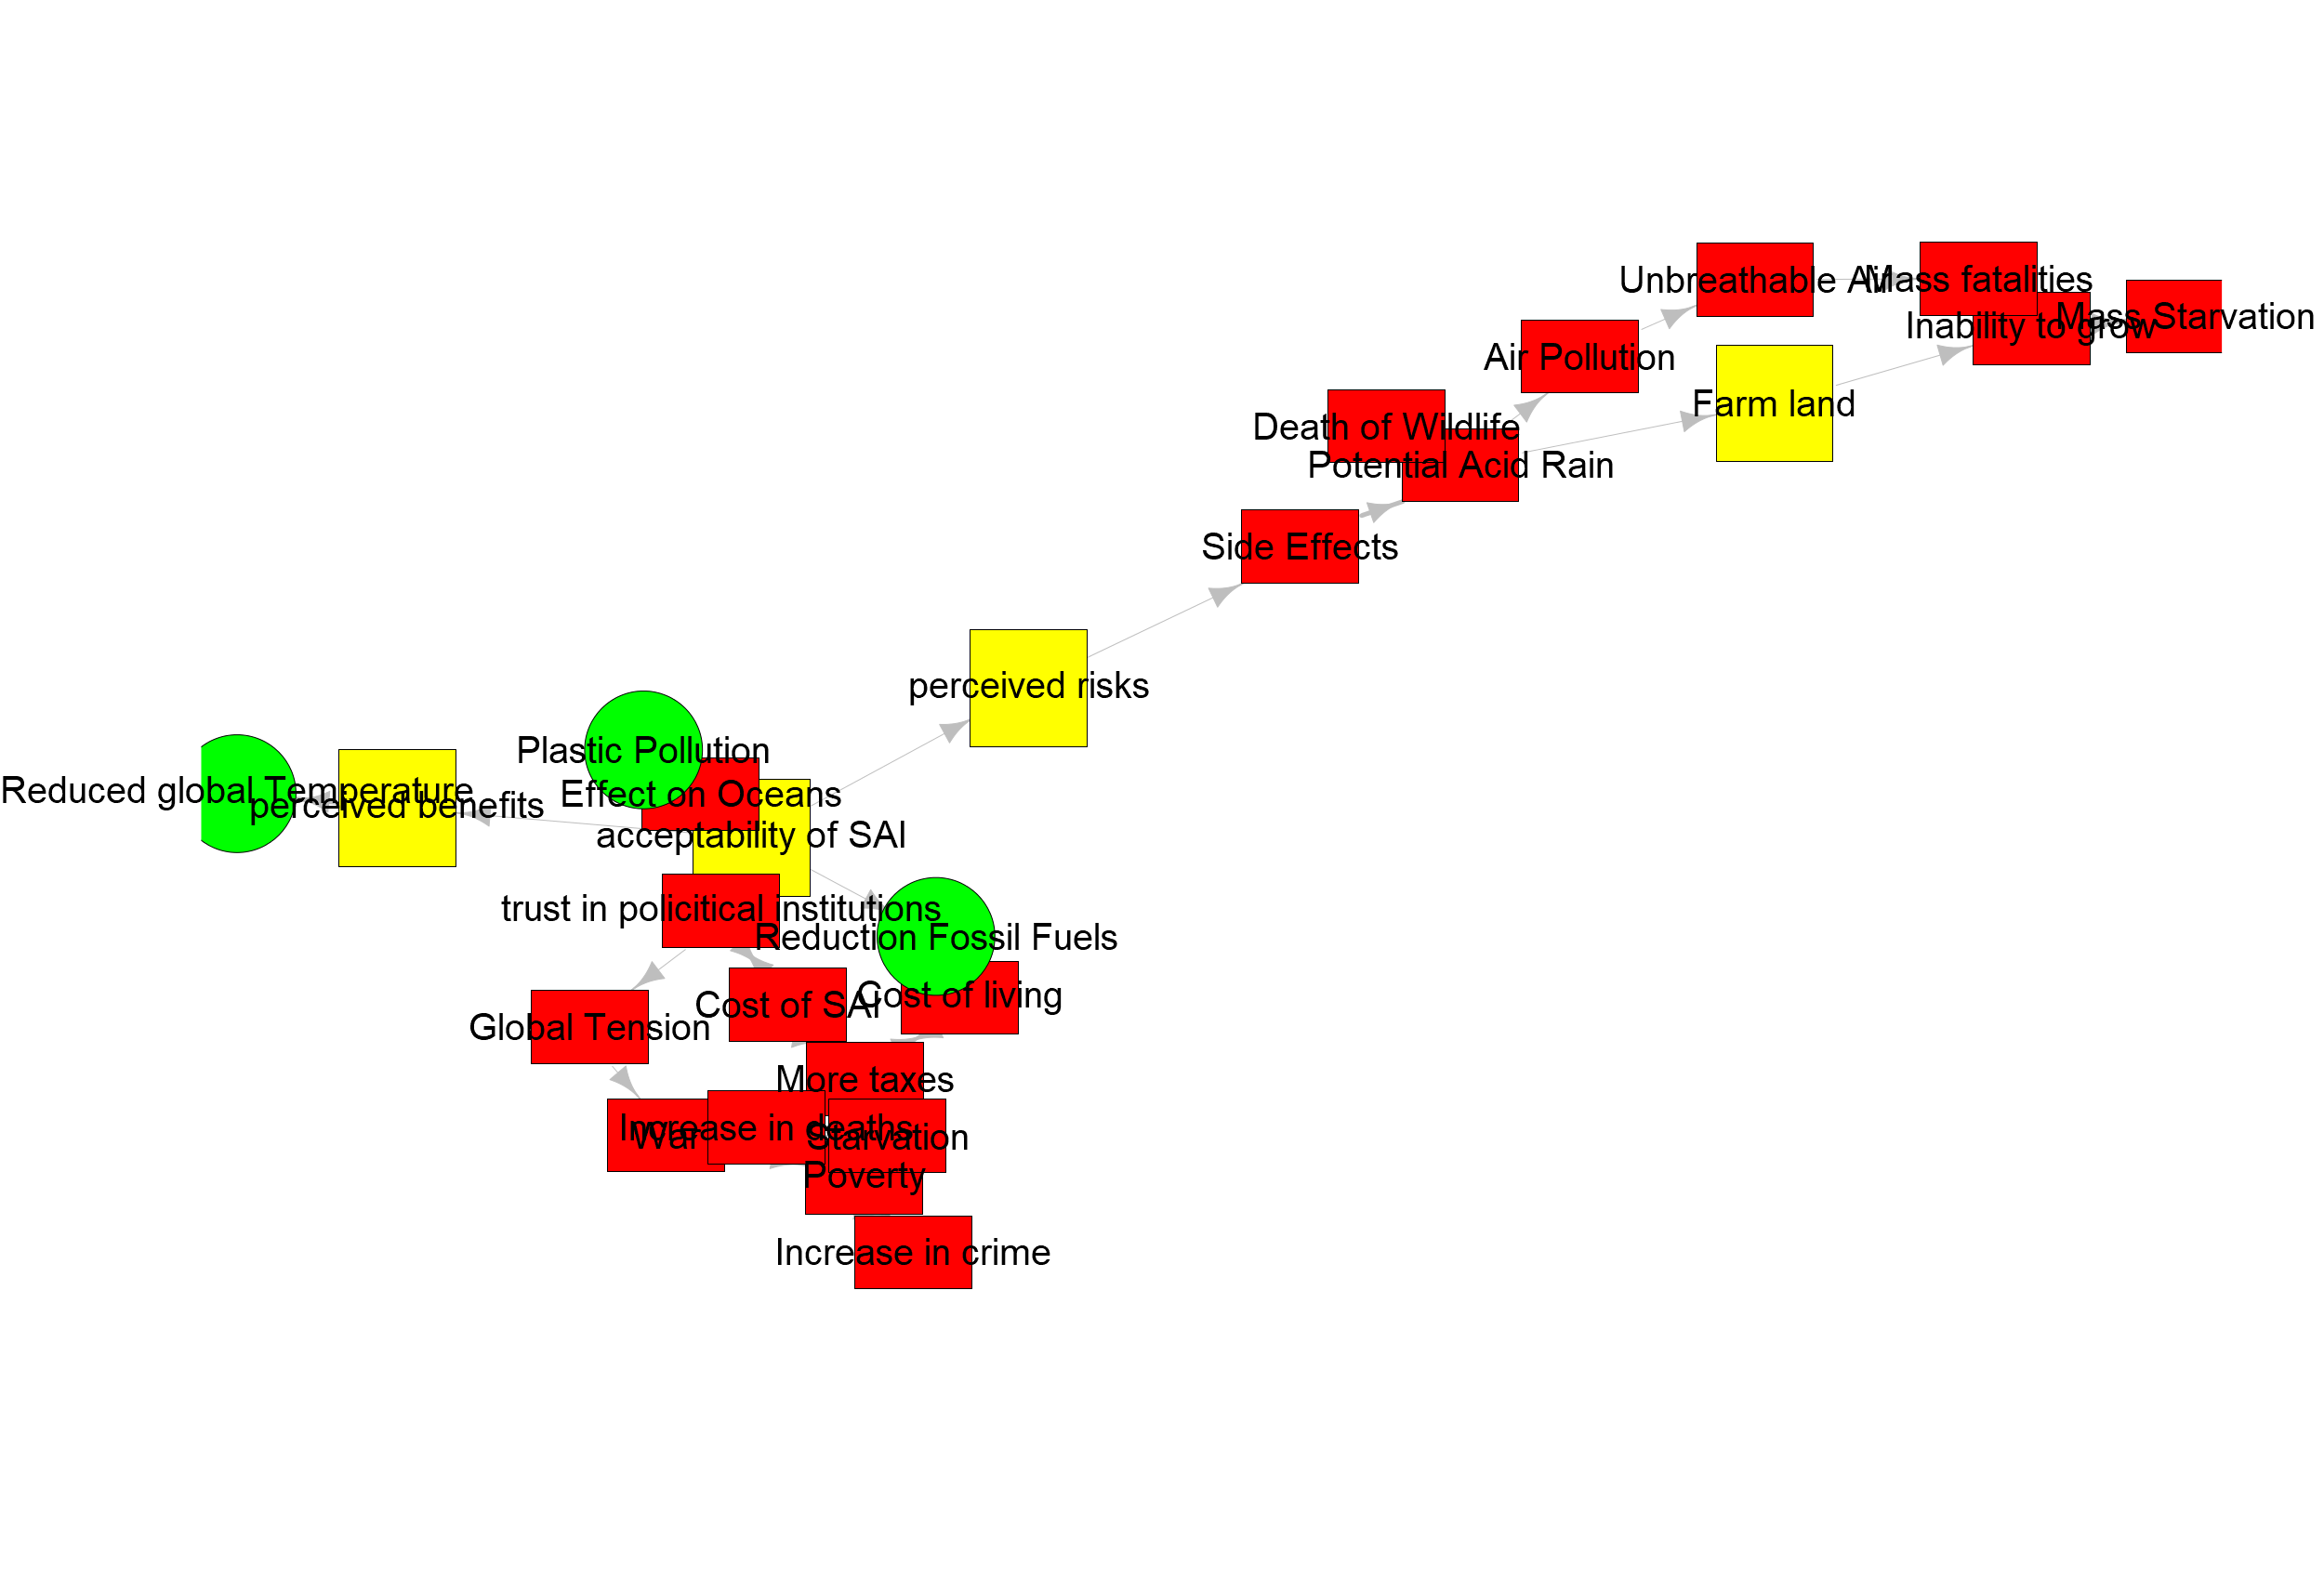 Unbreathable Air
Mass fatalities
Mass Starvation
Inability to grow
Air Pollution
Farm land
Death of Wildlife
Potential Acid Rain
Side Effects
perceived risks
Plastic Pollution
Reduced global Temperature
perceived benefits
Effect on Oceans
acceptability of SAI
trust in policitical institutions
Reduction Fossil Fuels
Cost of SAI
Cost of living
Global Tension
More taxes
Increase in deaths
War
Starvation
Poverty
Increase in crime